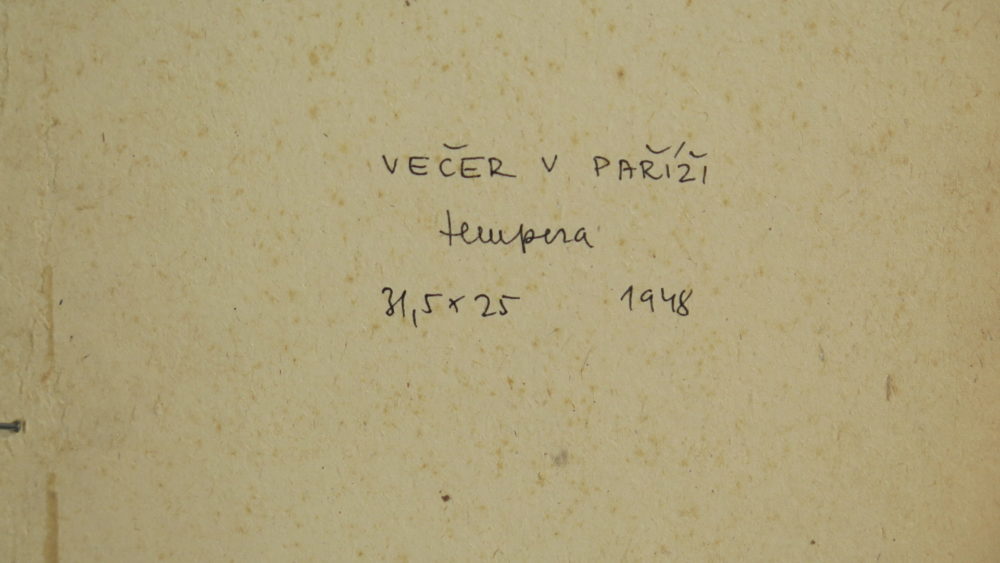 VEČER V PAŘÍŽI
tempera
31,5 x 25 1948